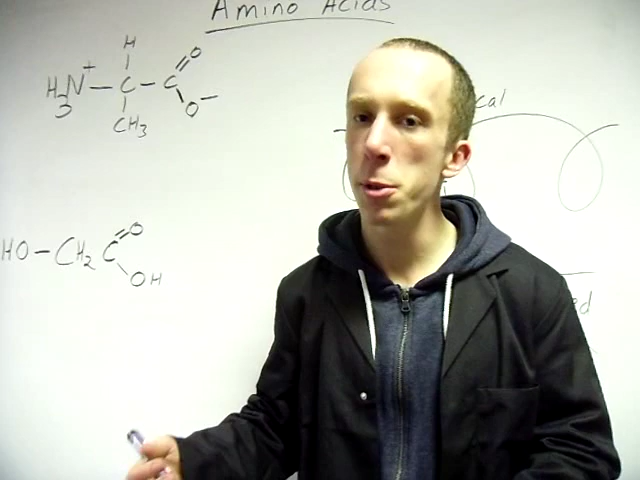 Amino Acids
H
H3N+ — C — C = O
O−
CH3
cal
HO — CH2 C = O
OH
ed